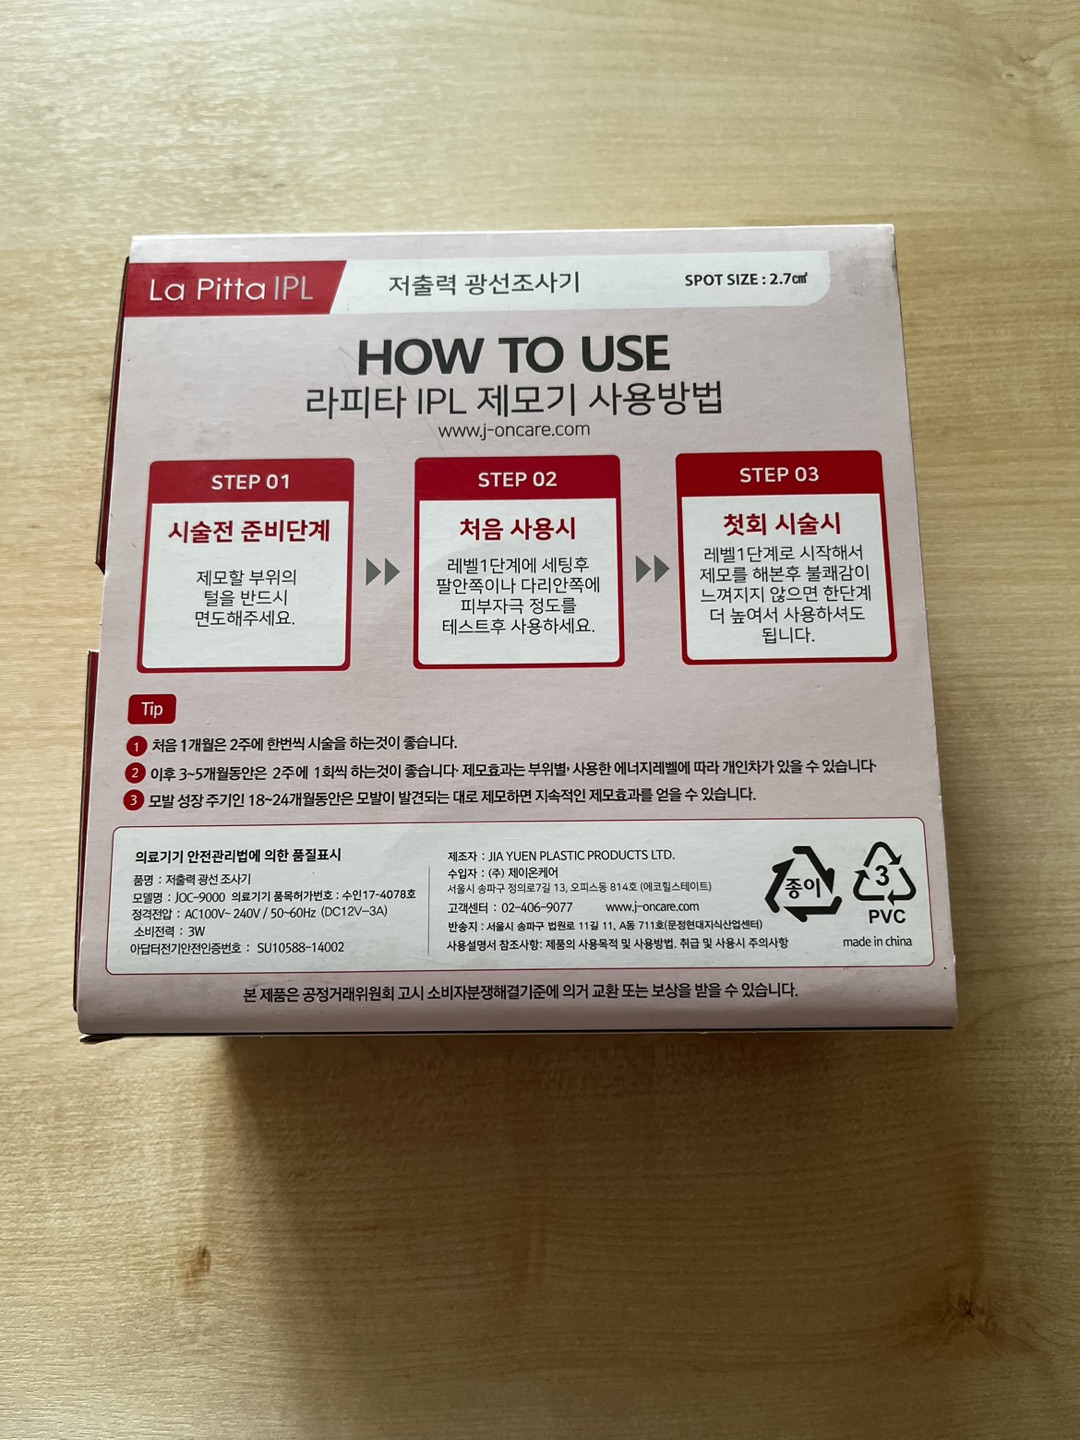 La Pitta IPL
저출력 광선조사기
SPOT SIZE : 2.7㎠
HOW TO USE
라피타 IPL 제모기 사용방법
www.j-oncare.com
STEP 01
시술전 준비단계
제모할 부위의
털을 반드시
면도해주세요.
STEP 02
처음 사용시
레벨1단계에 세팅후
팔안쪽이나 다리안쪽에
피부자극 정도를
테스트후 사용하세요.
STEP 03
첫회 시술시
레벨1단계로 시작해서
제모를 해본후 불쾌감이
느껴지지 않으면 한단계
더 높여서 사용하셔도
됩니다.
Tip
1 처음 1개월은 2주에 한번씩 시술을 하는것이 좋습니다.
2 이후 3~5개월동안은 2주에 1회씩 하는것이 좋습니다· 제모효과는 부위별, 사용한 에너지레벨에 따라 개인차가 있을 수 있습니다·
3 모발 성장 주기인 18~24개월동안은 모발이 발견되는 대로 제모하면 지속적인 제모효과를 얻을 수 있습니다.
의료기기 안전관리법에 의한 품질표시
품명 : 저출력 광선 조사기
모델명 : JOC-9000 의료기기 품목허가번호 : 수인17-4078호
정격전압 : AC100V~ 240V / 50~60Hz (DC12V-3A)
소비전력 : 3W
아답터전기안전인증번호 : SU10588-14002
제조자 : JIA YUEN PLASTIC PRODUCTS LTD.
수입자 : (주) 제이온케어
서울시 송파구 정의로7길 13, 오피스동 814호 (에코힐스테이트)
고객센터 : 02-406-9077 www.j-oncare.com
반송지 : 서울시 송파구 법원로 11길 11, A동 711호(문정현대지식산업센터)
사용설명서 참조사항: 제품의 사용목적 및 사용방법. 취급 및 사용시 주의사항
종이
3
PVC
made in china
본 제품은 공정거래위원회 고시 소비자분쟁해결기준에 의거 교환 또는 보상을 받을 수 있습니다.